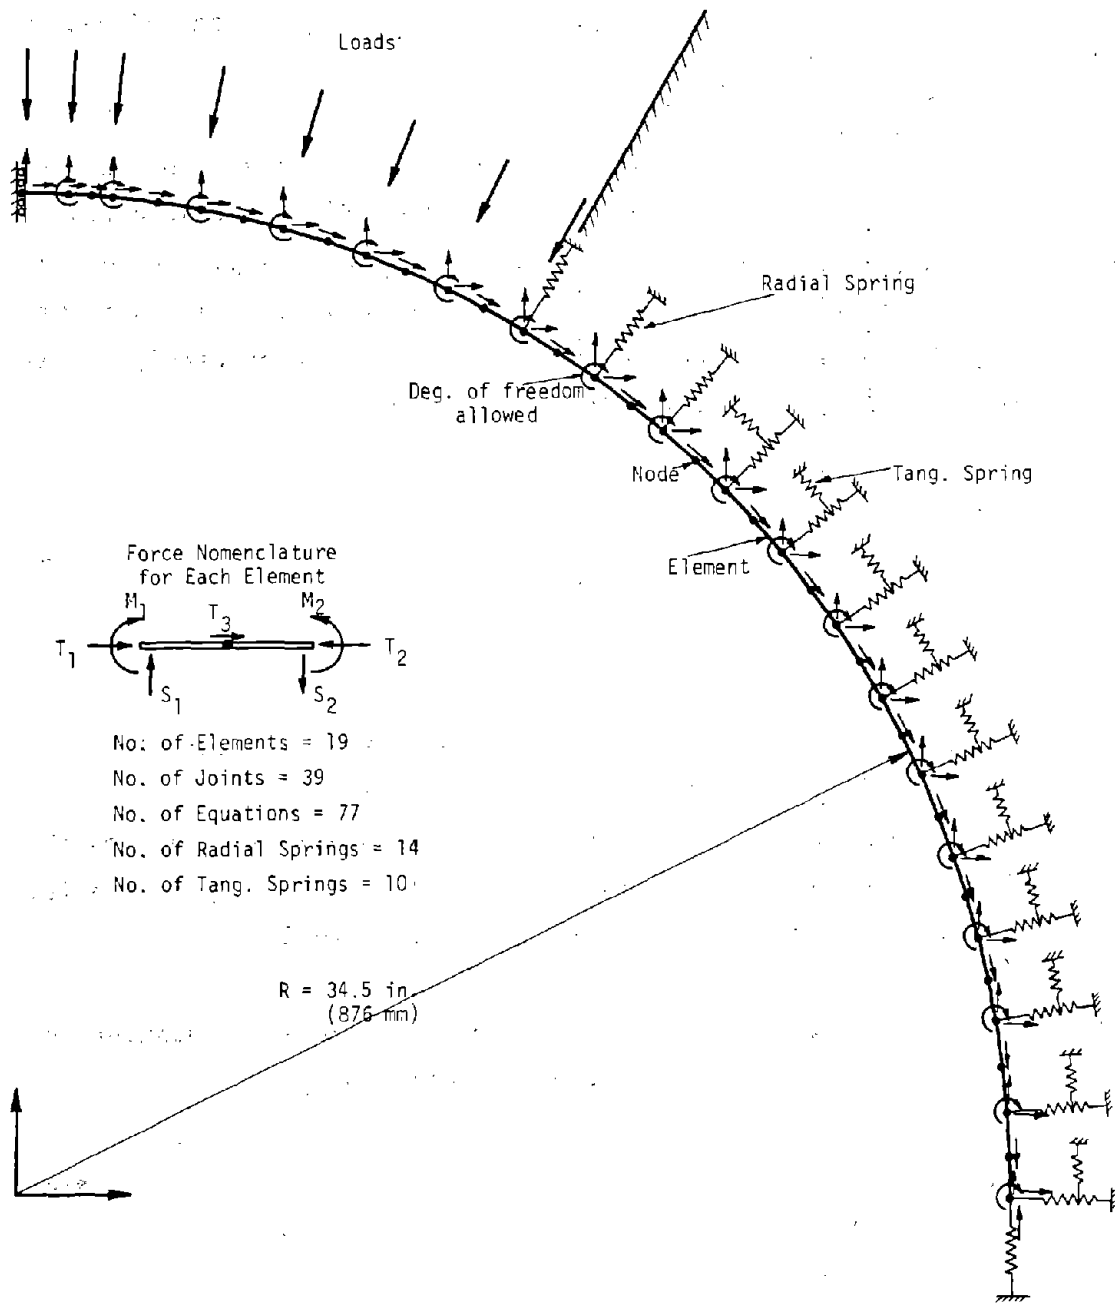 Loads
Radial Spring
Deg. of freedom
allowed
Node
Tang. Spring
Element
Force Nomenclature
for Each Element
M1
M2
T3
T1
T2
S1
S2
No. of Elements = 19
No. of Joints = 39
No. of Equations = 77
No. of Radial Springs = 14
No. of Tang. Springs = 10
R = 34.5 in.
(876 mm)